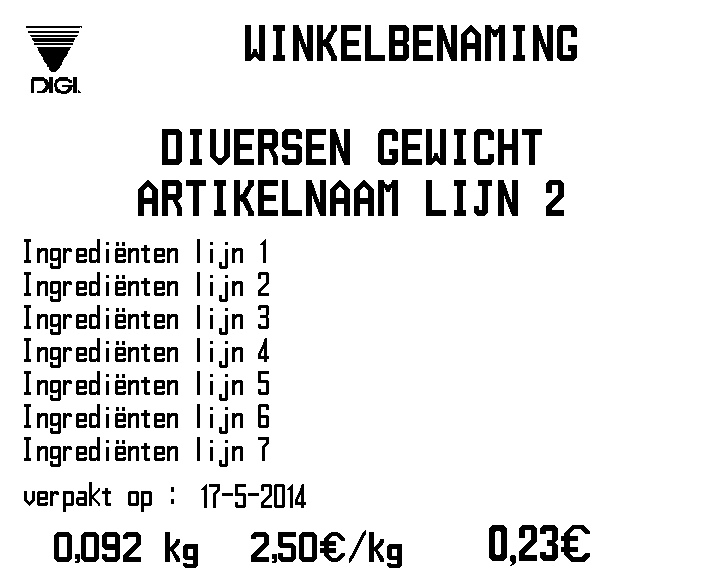 DIGI.
WINKELBENAMING
DIVERSEN GEWICHT
ARTIKELNAAM LIJN 2
Ingrediënten lijn 1
Ingrediënten lijn 2
Ingrediënten lijn 3
Ingrediënten lijn 4
Ingrediënten lijn 5
Ingrediënten lijn 6
Ingrediënten lijn 7
verpakt op : 17-5-2014
0,092 kg 2,50€/kg 0,23€